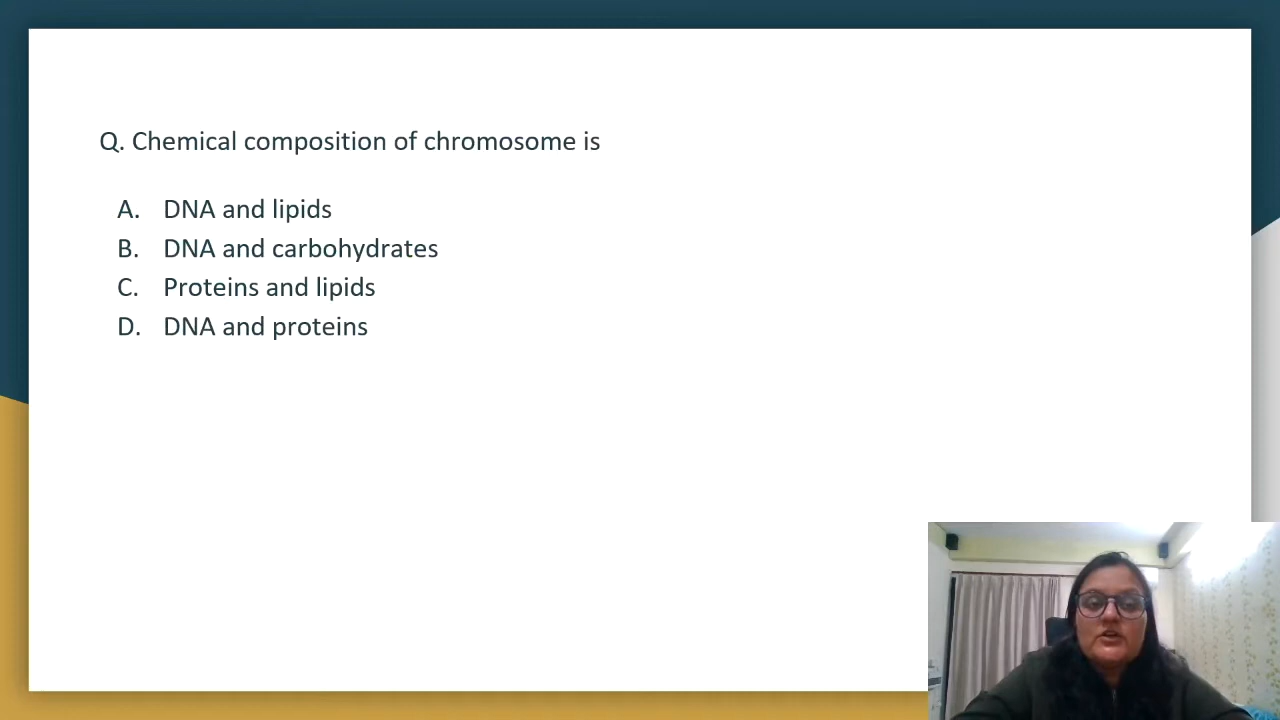 Q. Chemical composition of chromosome is
A. DNA and lipids
B. DNA and carbohydrates
C. Proteins and lipids
D. DNA and proteins